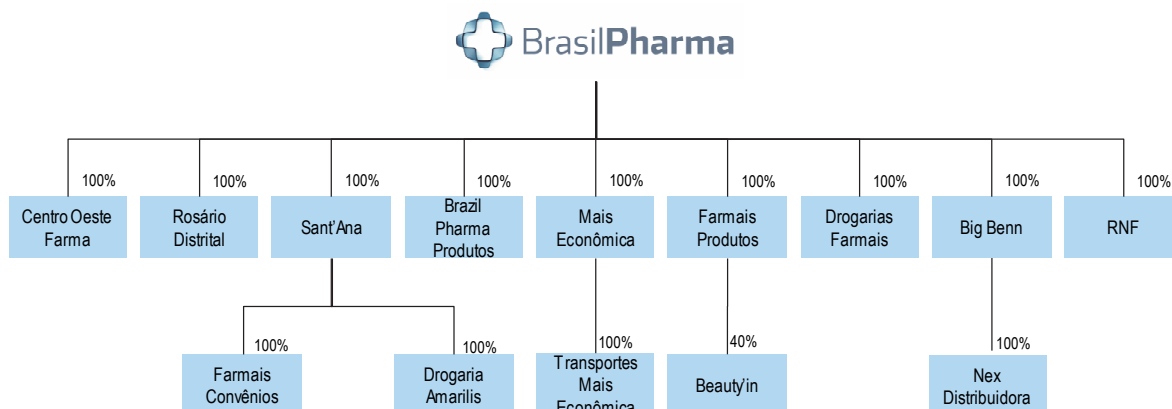 BrasilPharma
100% 100% 100% 100% 100% 100% 100% 100% 100%
Centro Oeste
Farma
Rosário
Distrital
Sant'Ana
Brazil
Pharma
Produtos
Mais
Econômica
Farmais
Produtos
Drogarias
Farmais
Big Benn
RNF
100% 100% 100% 40% 100%
Farmais
Convênios
Drogaria
Amarilis
Transportes
Mais
Econômica
Beauty'in
Nex
Distribuidora